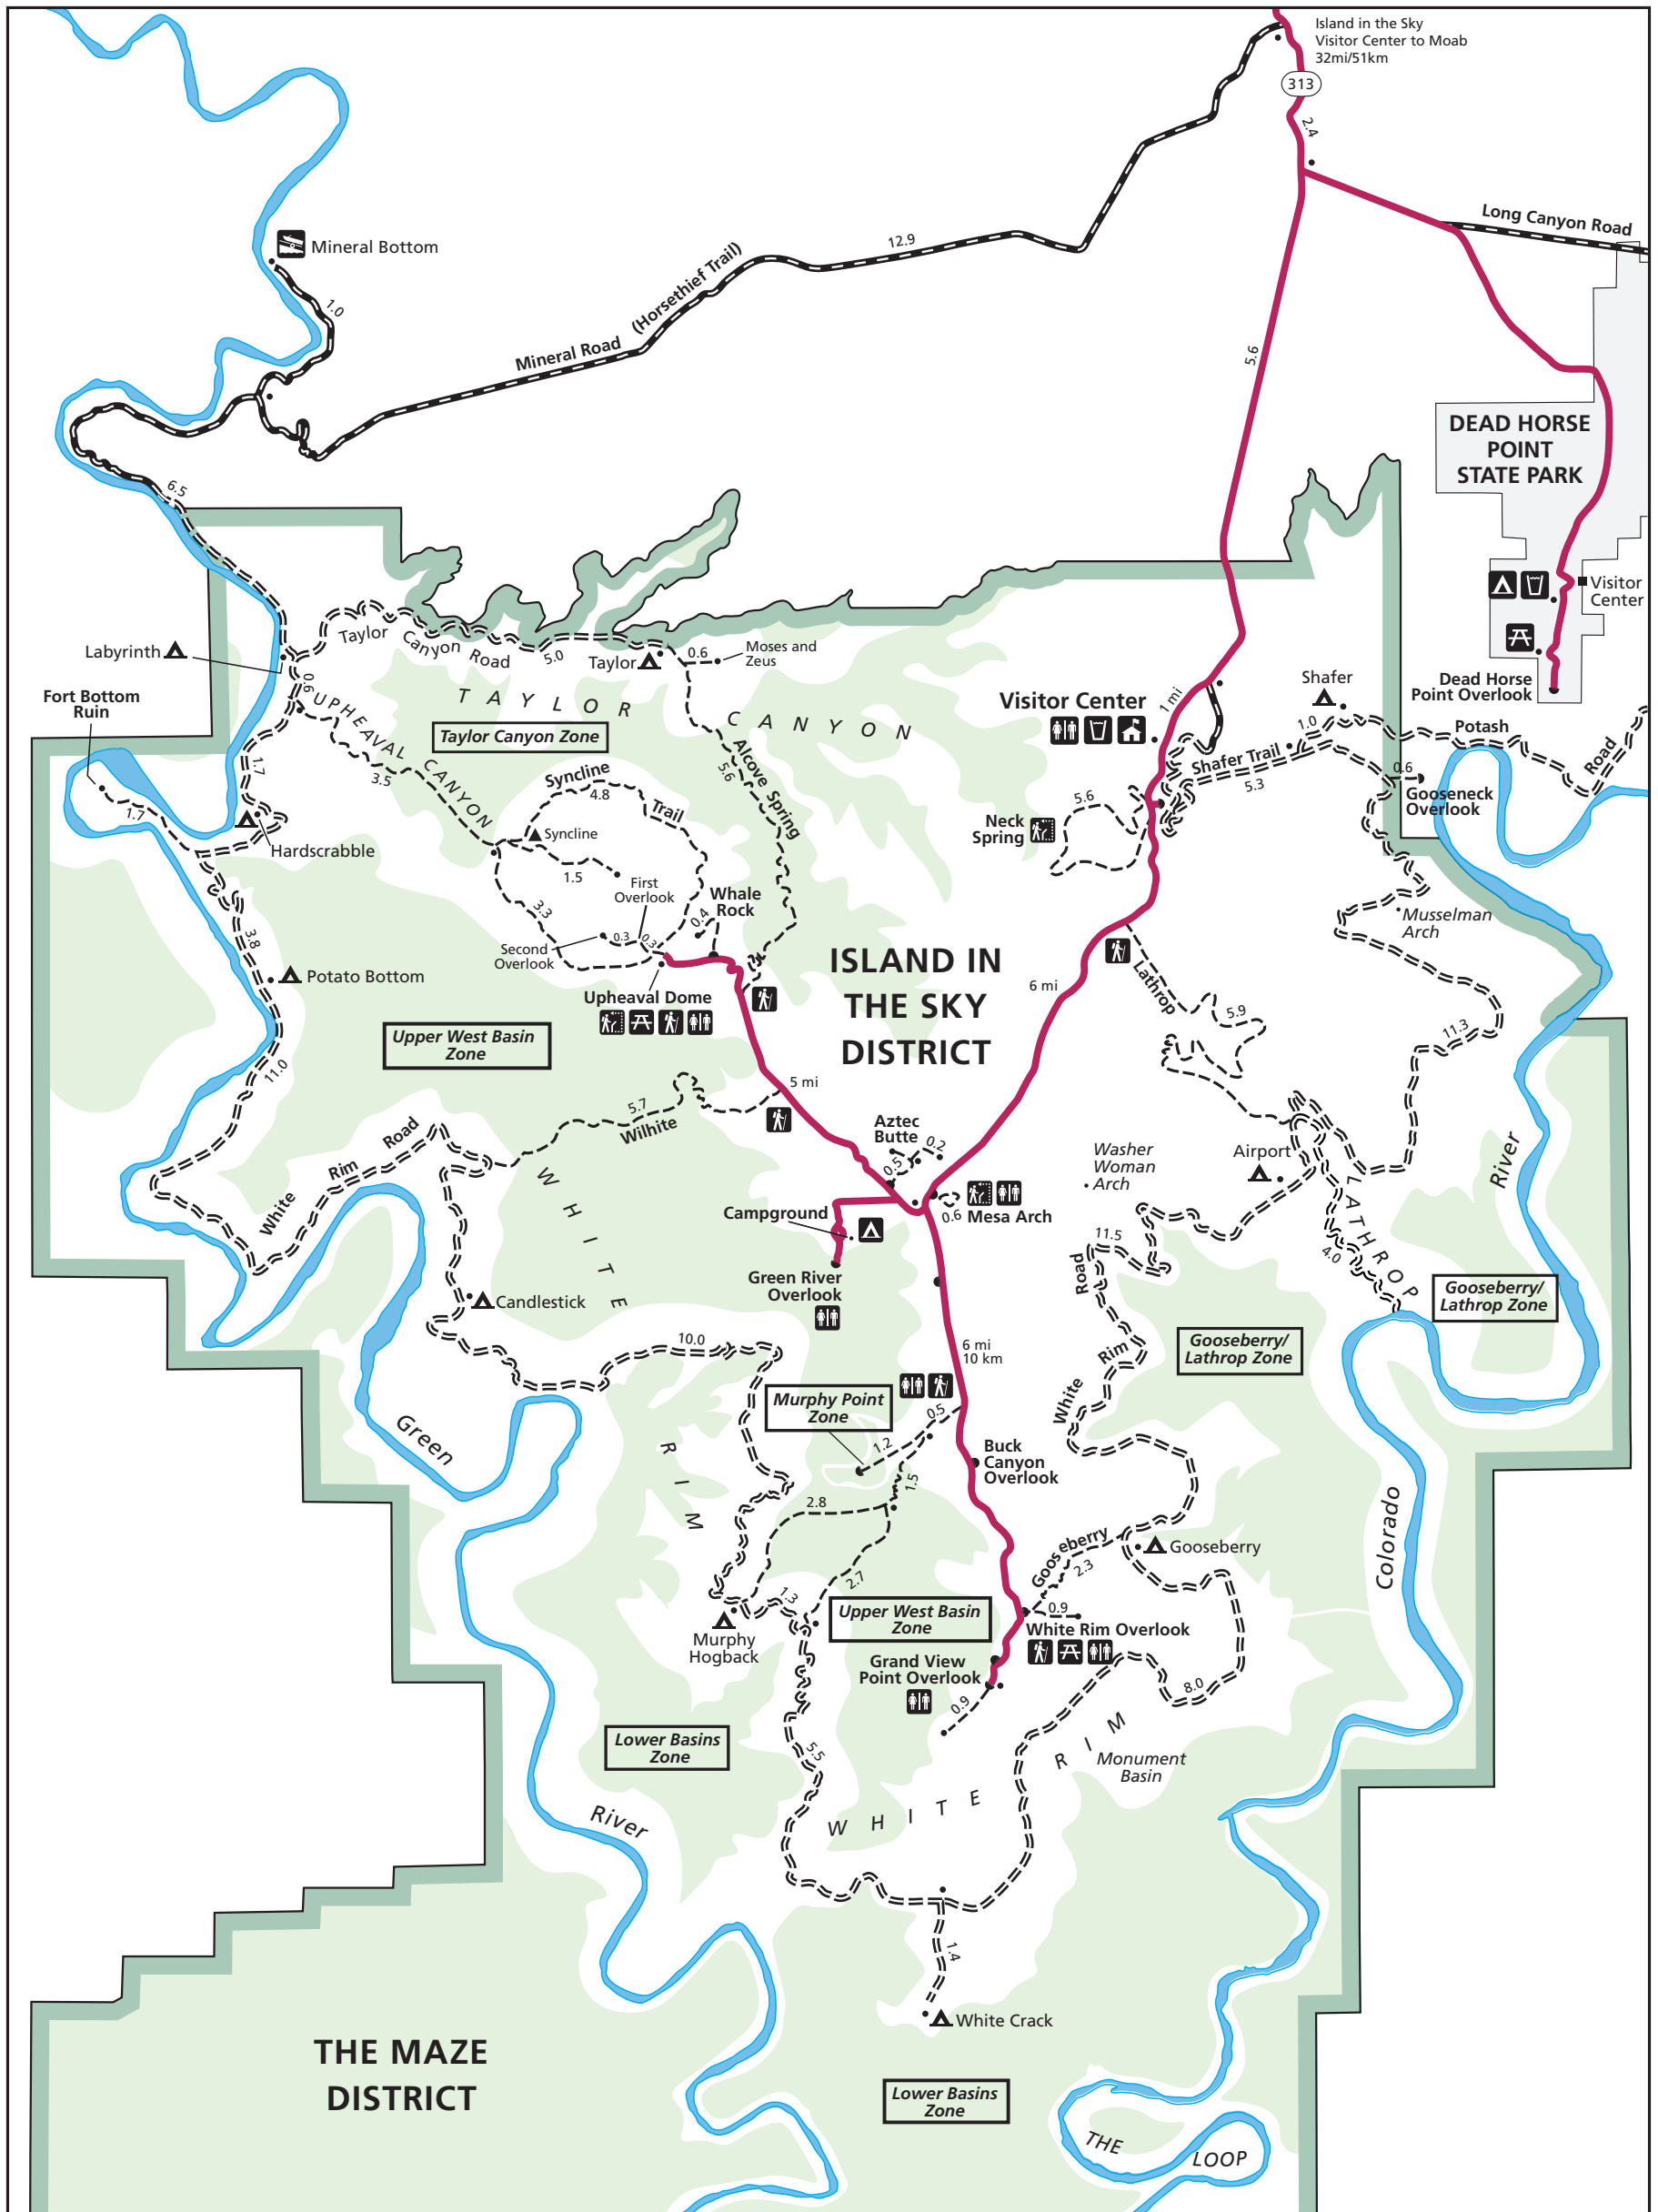 Island in the Sky
Visitor Center to Moab
32mi/51km
313
2.4
Long Canyon Road
Mineral Bottom
1.0
12.9
(Horsethief Trail)
Mineral Road
5.6
DEAD HORSE
POINT
STATE PARK
6.5
Visitor
Center
Labyrinth
Taylor Canyon Road
5.0
Taylor
0.6
Moses and
Zeus
Fort Bottom
Ruin
0.6
UPHEAVAL CANYON
TAYLOR CANYON
Taylor Canyon Zone
Visitor Center
1 mi
Shafer
Dead Horse
Point Overlook
1.0
Potash
Road
Shafer Trail
5.3
0.6
Gooseneck
Overlook
1.7
3.5
Syncline
4.8
Trail
Alcove Spring
5.6
5.6
Neck
Spring
1.7
Hardscrabble
Syncline
1.5
First
Overlook
Whale
Rock
0.4
3.3
0.3
0.3
Second
Overlook
Musselman
Arch
3.8
Potato Bottom
Upheaval Dome
ISLAND IN
THE SKY
DISTRICT
6 mi
Lathrop
5.9
11.3
Upper West Basin
Zone
11.0
5 mi
5.7
Wilhite
Aztec
Butte
0.2
0.5
Washer
Woman
Arch
Airport
River
White
Rim
Road
WHITE
RIM
Campground
0.6
Mesa Arch
LATHROP
4.0
11.5
Road
Rim
White
Green River
Overlook
Candlestick
10.0
6 mi
10 km
Gooseberry/
Lathrop Zone
Gooseberry/
Lathrop Zone
Murphy Point
Zone
0.5
1.2
1.5
Green
Buck
Canyon
Overlook
Colorado
2.8
2.7
Gooseberry
2.3
Gooseberry
1.3
0.9
Murphy
Hogback
Upper West Basin
Zone
White Rim Overlook
Grand View
Point Overlook
0.9
8.0
Lower Basins
Zone
5.5
WHITE
RIM
Monument
Basin
River
1.4
White Crack
THE MAZE
DISTRICT
Lower Basins
Zone
THE
LOOP